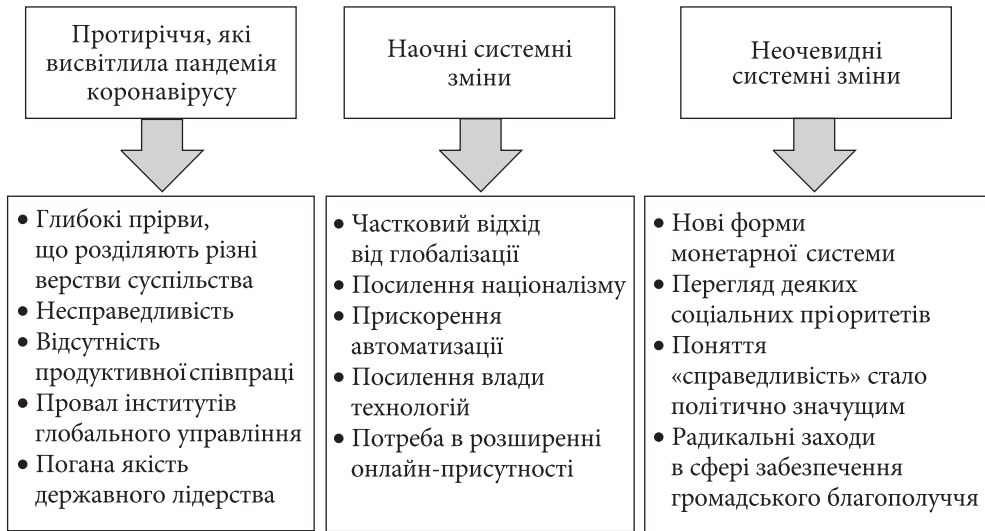 Протиріччя, які
висвітлила пандемія
коронавірусу
Наочні системні
зміни
Неочевидні
системні зміни
• Глибокі прірви,
що розділяють різні
верстви суспільства
• Несправедливість
• Відсутність
продуктивної співпраці
• Провал інститутів
глобального управління
• Погана якість
державного лідерства
• Частковий відхід
від глобалізації
• Посилення націоналізму
• Прискорення
автоматизації
• Посилення влади
технологій
• Потреба в розширенні
онлайн-присутності
• Нові форми
монетарної системи
• Перегляд деяких
соціальних пріоритетів
• Поняття
«справедливість» стало
політично значущим
• Радикальні заходи
в сфері забезпечення
громадського благополуччя